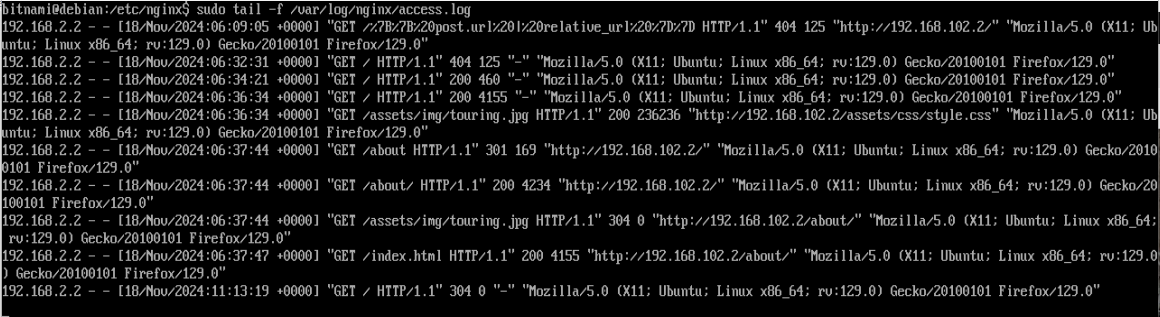 bitnami@debian:/etc/nginx$ sudo tail -f /var/log/nginx/access.log
192.168.2.2 - - [18/Nov/2024:06:09:05 +0000] "GET /%7B%7B%20post.url%20|%20relative_url%20%7D%7D HTTP/1.1" 404 125 "http://192.168.102.2/" "Mozilla/5.0 (X11; Ub
untu; Linux x86_64; rv:129.0) Gecko/20100101 Firefox/129.0"
192.168.2.2 - - [18/Nov/2024:06:32:31 +0000] "GET / HTTP/1.1" 404 125 "-" "Mozilla/5.0 (X11; Ubuntu; Linux x86_64; rv:129.0) Gecko/20100101 Firefox/129.0"
192.168.2.2 - - [18/Nov/2024:06:34:21 +0000] "GET / HTTP/1.1" 200 460 "-" "Mozilla/5.0 (X11; Ubuntu; Linux x86_64; rv:129.0) Gecko/20100101 Firefox/129.0"
192.168.2.2 - - [18/Nov/2024:06:36:34 +0000] "GET / HTTP/1.1" 200 4155 "-" "Mozilla/5.0 (X11; Ubuntu; Linux x86_64; rv:129.0) Gecko/20100101 Firefox/129.0"
192.168.2.2 - - [18/Nov/2024:06:36:34 +0000] "GET /assets/img/touring.jpg HTTP/1.1" 200 236236 "http://192.168.102.2/assets/css/style.css" "Mozilla/5.0 (X11; Ub
untu; Linux x86_64; rv:129.0) Gecko/20100101 Firefox/129.0"
192.168.2.2 - - [18/Nov/2024:06:37:44 +0000] "GET /about HTTP/1.1" 301 169 "http://192.168.102.2/" "Mozilla/5.0 (X11; Ubuntu; Linux x86_64; rv:129.0) Gecko/2010
0101 Firefox/129.0"
192.168.2.2 - - [18/Nov/2024:06:37:44 +0000] "GET /about/ HTTP/1.1" 200 4234 "http://192.168.102.2/" "Mozilla/5.0 (X11; Ubuntu; Linux x86_64; rv:129.0) Gecko/20
100101 Firefox/129.0"
192.168.2.2 - - [18/Nov/2024:06:37:44 +0000] "GET /assets/img/touring.jpg HTTP/1.1" 304 0 "http://192.168.102.2/about/" "Mozilla/5.0 (X11; Ubuntu; Linux x86_64;
 rv:129.0) Gecko/20100101 Firefox/129.0"
192.168.2.2 - - [18/Nov/2024:06:37:47 +0000] "GET /index.html HTTP/1.1" 200 4155 "http://192.168.102.2/about/" "Mozilla/5.0 (X11; Ubuntu; Linux x86_64; rv:129.0
) Gecko/20100101 Firefox/129.0"
192.168.2.2 - - [18/Nov/2024:11:13:19 +0000] "GET / HTTP/1.1" 304 0 "-" "Mozilla/5.0 (X11; Ubuntu; Linux x86_64; rv:129.0) Gecko/20100101 Firefox/129.0"